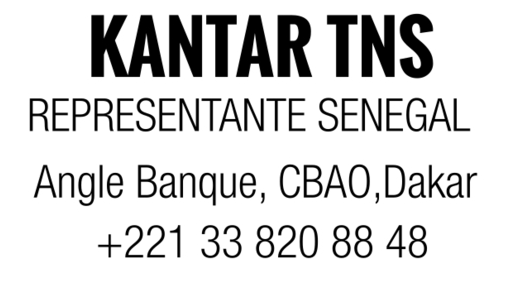 KANTAR TNS
REPRESENTANTE SENEGAL
Angle Banque, CBAO,Dakar
+221 33 820 88 48